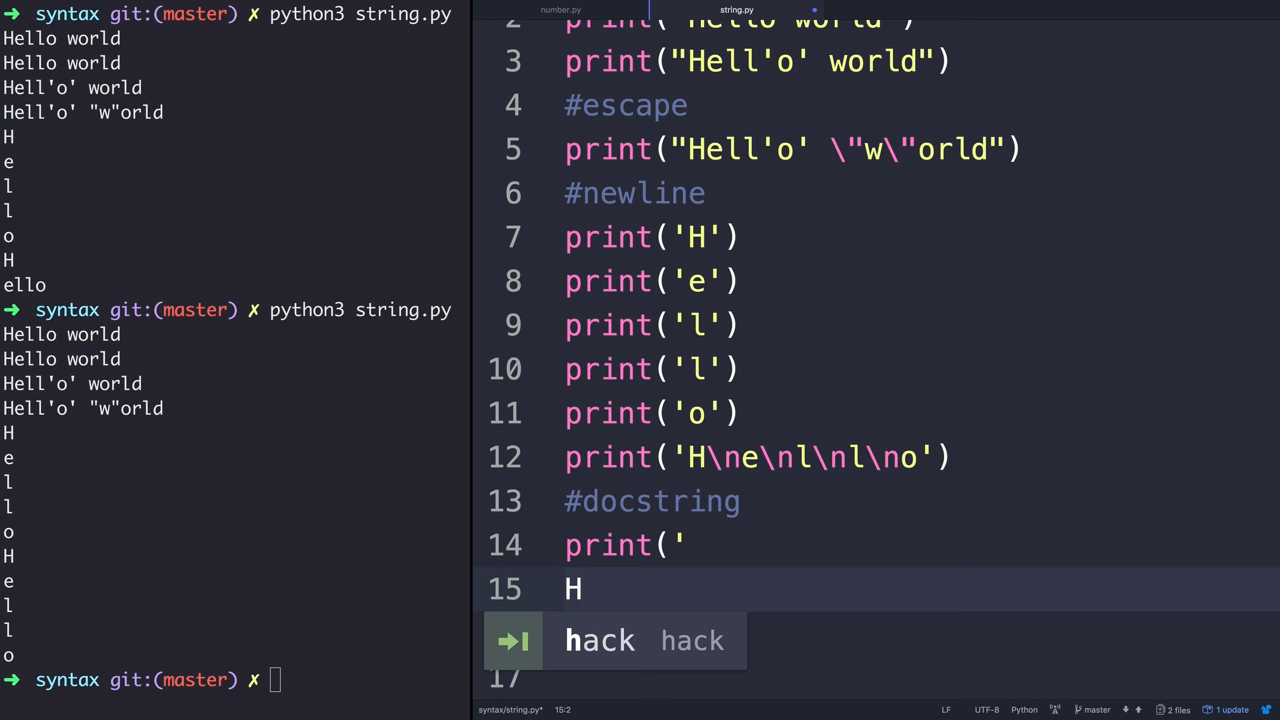 ➜ syntax git:(master) ✗ python3 string.py
Hello world
Hello world
Hell'o' world
Hell'o' "w"orld
H
e
l
l
o
H
ello
➜ syntax git:(master) ✗ python3 string.py
Hello world
Hello world
Hell'o' world
Hell'o' "w"orld
H
e
l
l
o
H
e
l
l
o
➜ syntax git:(master) ✗
number.py string.py
2 print('Hello world')
3 print("Hell'o' world")
4 #escape
5 print("Hell'o' \"w\"orld")
6 #newline
7 print('H')
8 print('e')
9 print('l')
10 print('l')
11 print('o')
12 print('H\ne\nl\nl\no')
13 #docstring
14 print('
15 H
hack hack
17
syntax/string.py* 15:2 LF UTF-8 Python master 2 files 1 update